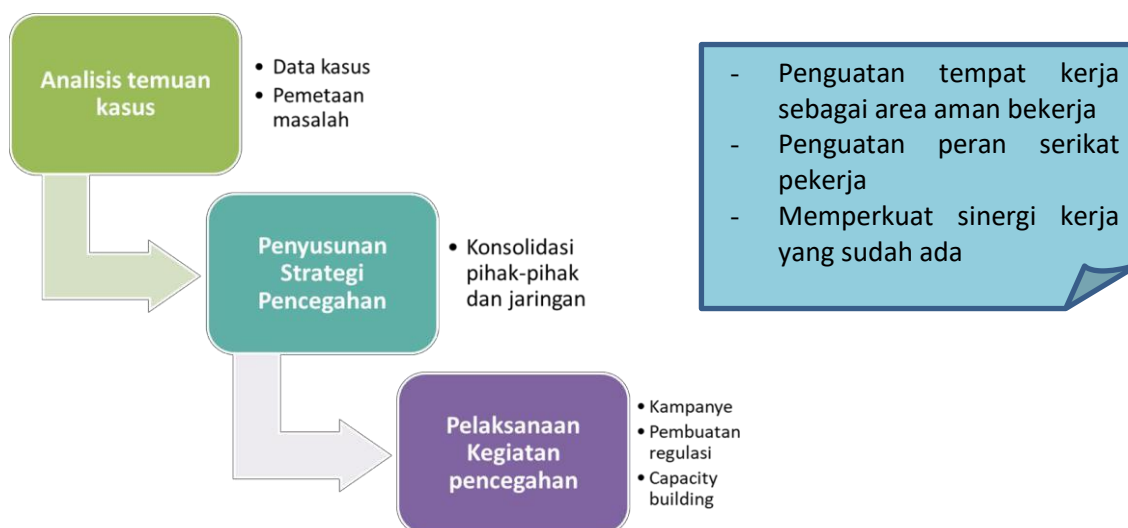 Analisis temuan
kasus
• Data kasus
• Pemetaan
masalah
Penyusunan
Strategi
Pencegahan
• Konsolidasi
pihak-pihak
dan jaringan
Pelaksanaan
Kegiatan
pencegahan
• Kampanye
• Pembuatan
regulasi
• Capacity
building
- Penguatan tempat kerja
sebagai area aman bekerja
- Penguatan peran serikat
pekerja
- Memperkuat sinergi kerja
yang sudah ada